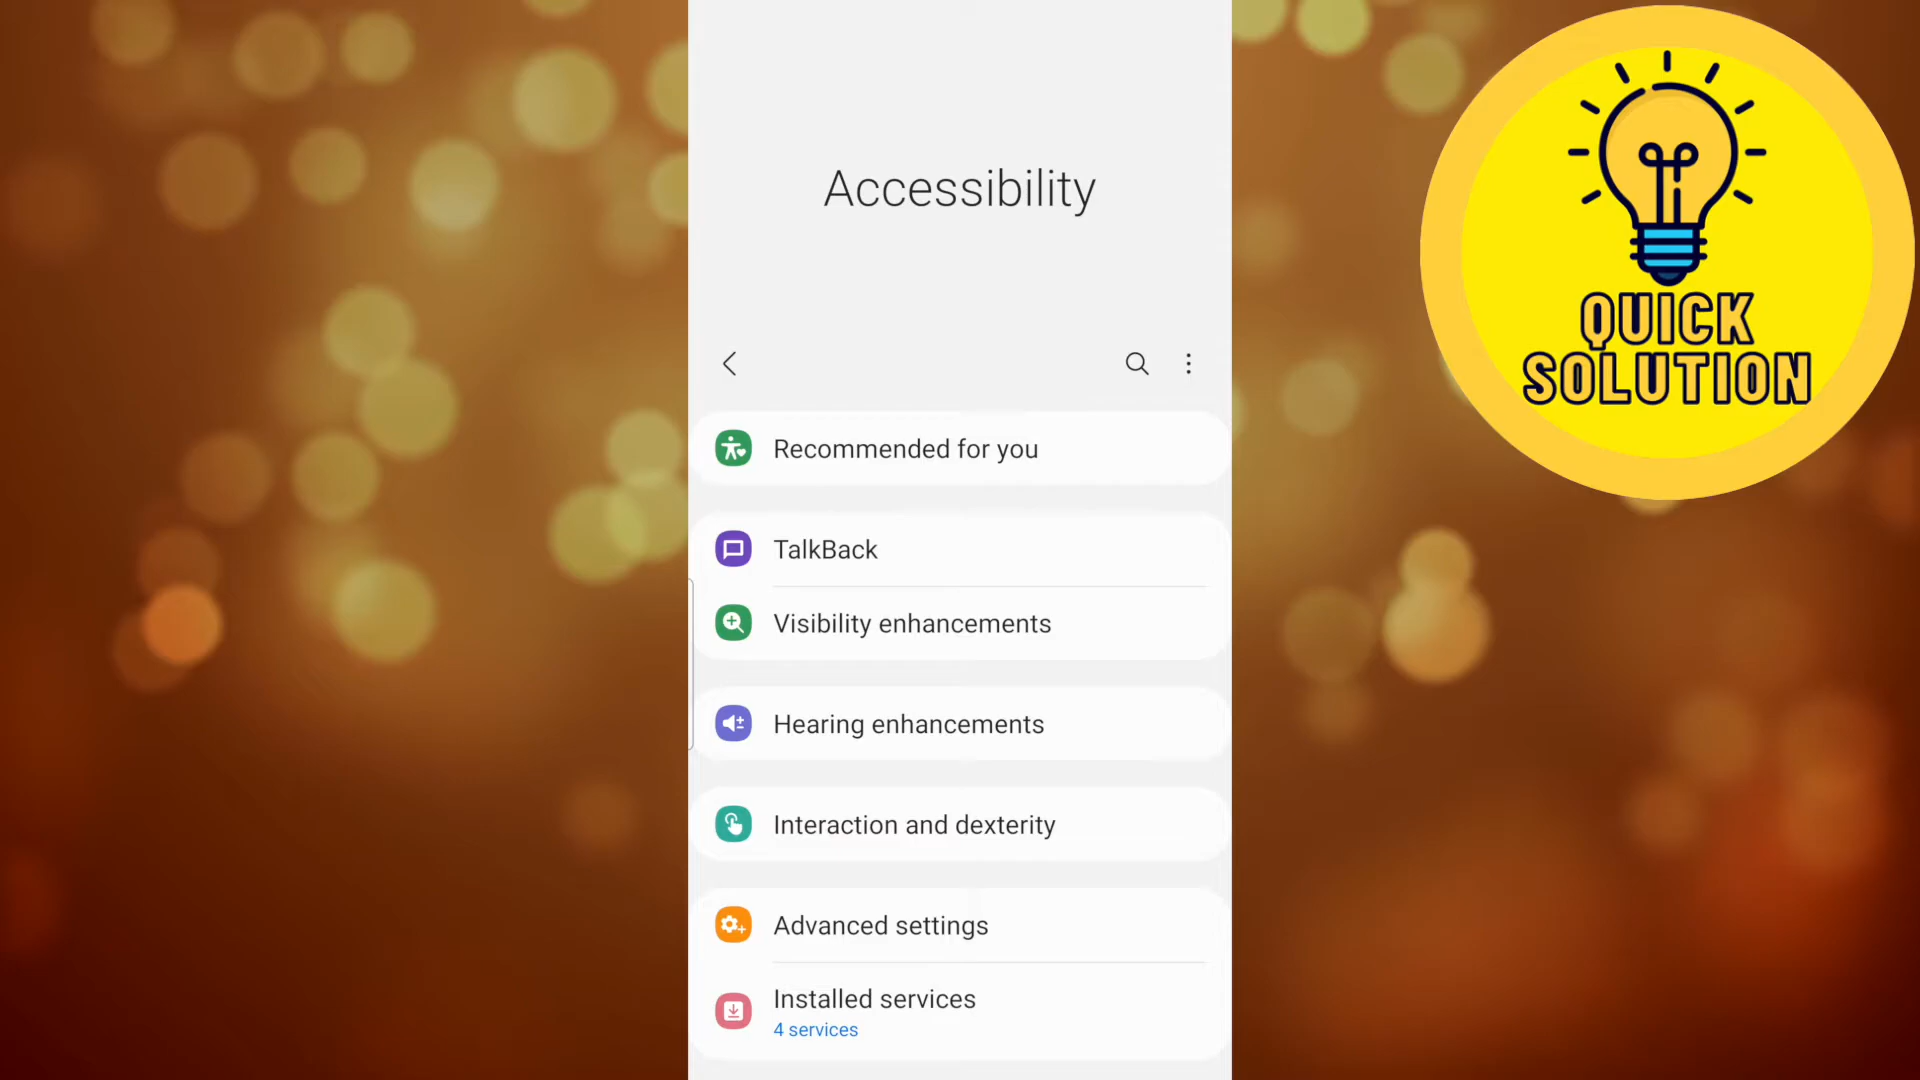 Accessibility
Recommended for you
TalkBack
Visibility enhancements
Hearing enhancements
Interaction and dexterity
Advanced settings
Installed services
4 services
QUICK
SOLUTION